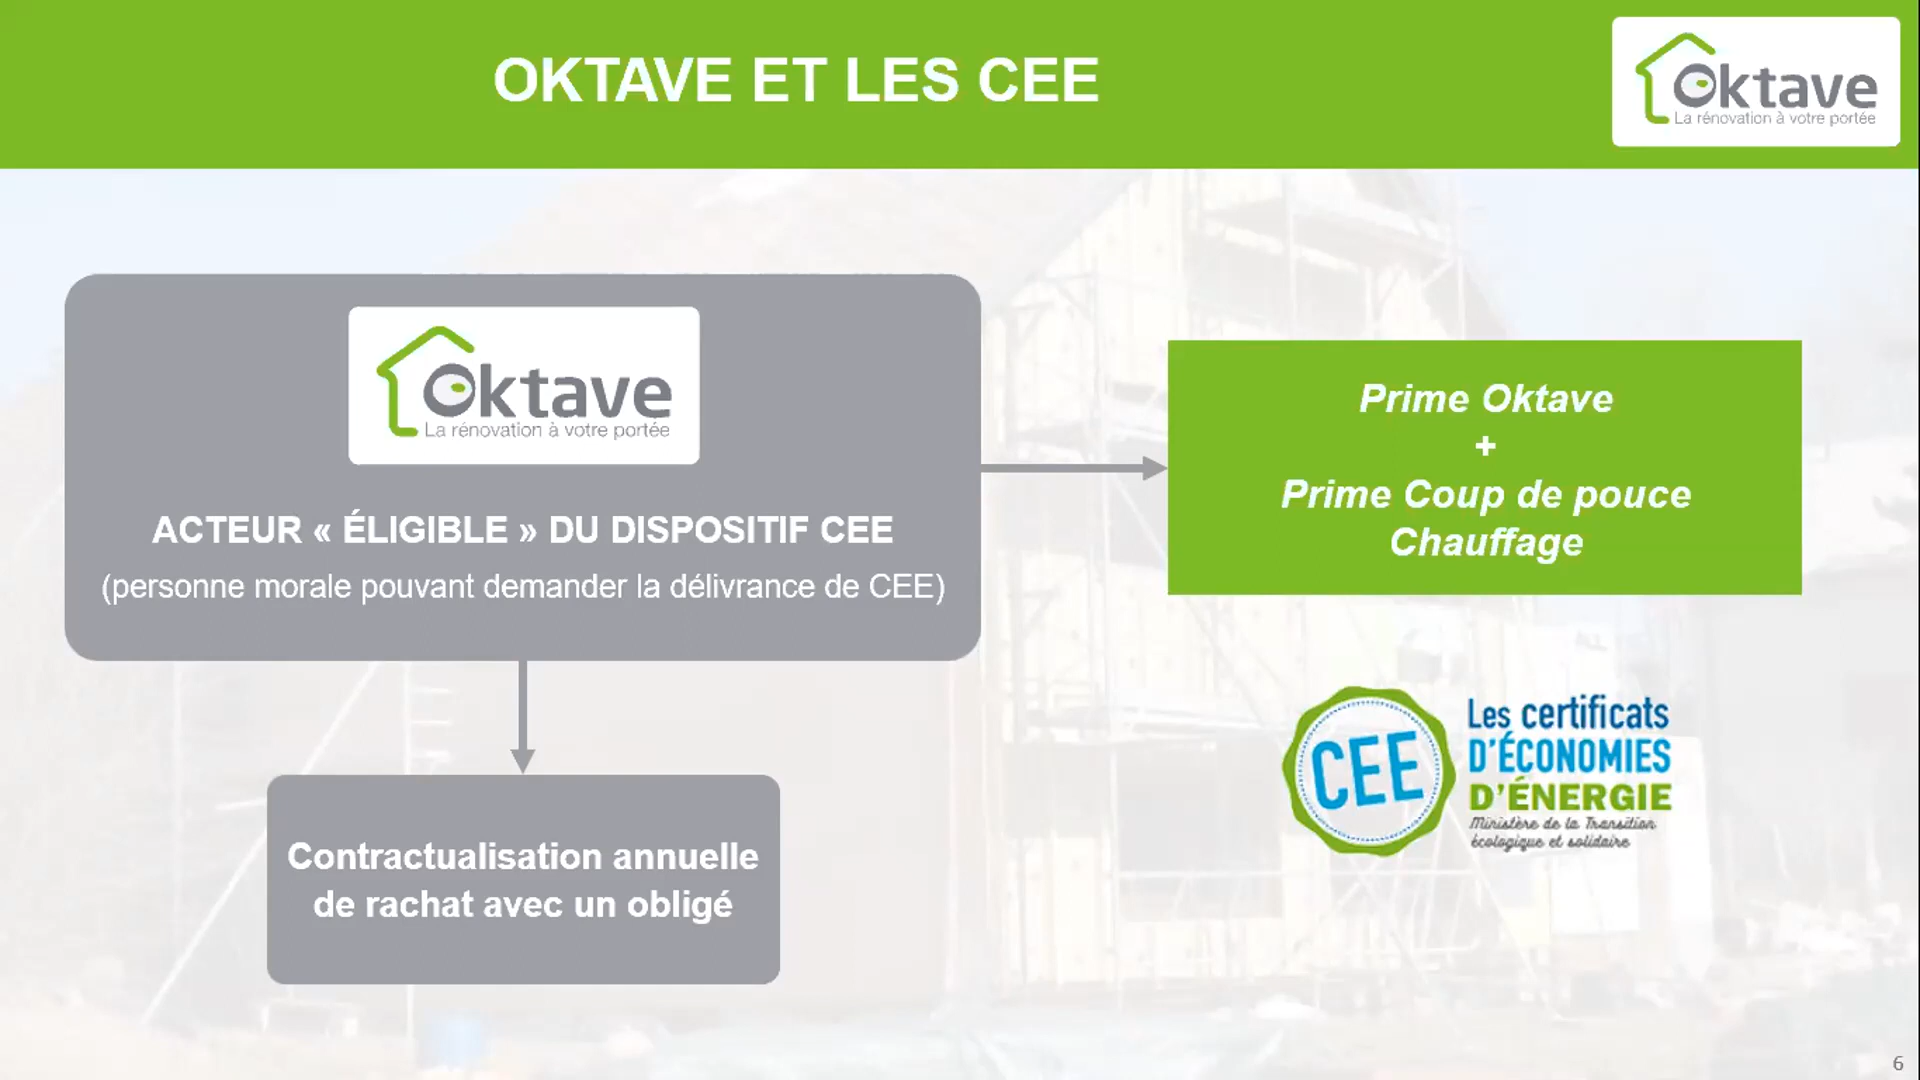 OKTAVE ET LES CEE
Oktave
La rénovation à votre portée
Oktave
La rénovation à votre portée
ACTEUR « ÉLIGIBLE » DU DISPOSITIF CEE
(personne morale pouvant demander la délivrance de CEE)
Prime Oktave
+
Prime Coup de pouce
Chauffage
Contractualisation annuelle
de rachat avec un obligé
CEE
Les certificats
D'ÉCONOMIES
D'ÉNERGIE
Ministère de la Transition
écologique et solidaire
6